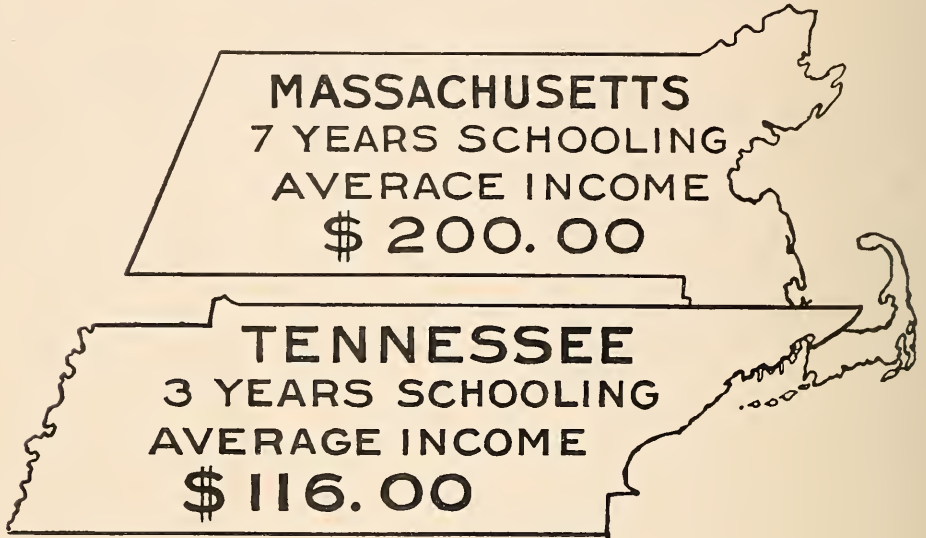 MASSACHUSETTS
7 YEARS SCHOOLING
AVERACE INCOME
$ 200.00
TENNESSEE
3 YEARS SCHOOLING
AVERAGE INCOME
$ 116.00